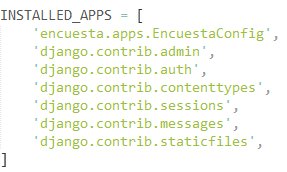 INSTALLED_APPS = [
    'encuesta.apps.EncuestaConfig',
    'django.contrib.admin',
    'django.contrib.auth',
    'django.contrib.contenttypes',
    'django.contrib.sessions',
    'django.contrib.messages',
    'django.contrib.staticfiles',
]